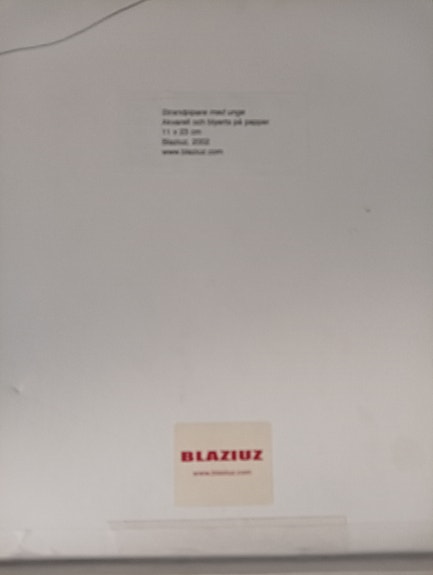 Strandpipare med unge
Akvarell och blyerts på papper
11 x 23 cm
Blaziuz, 2002
www.blaziuz.com
BLAZIUZ
www.blaziuz.com